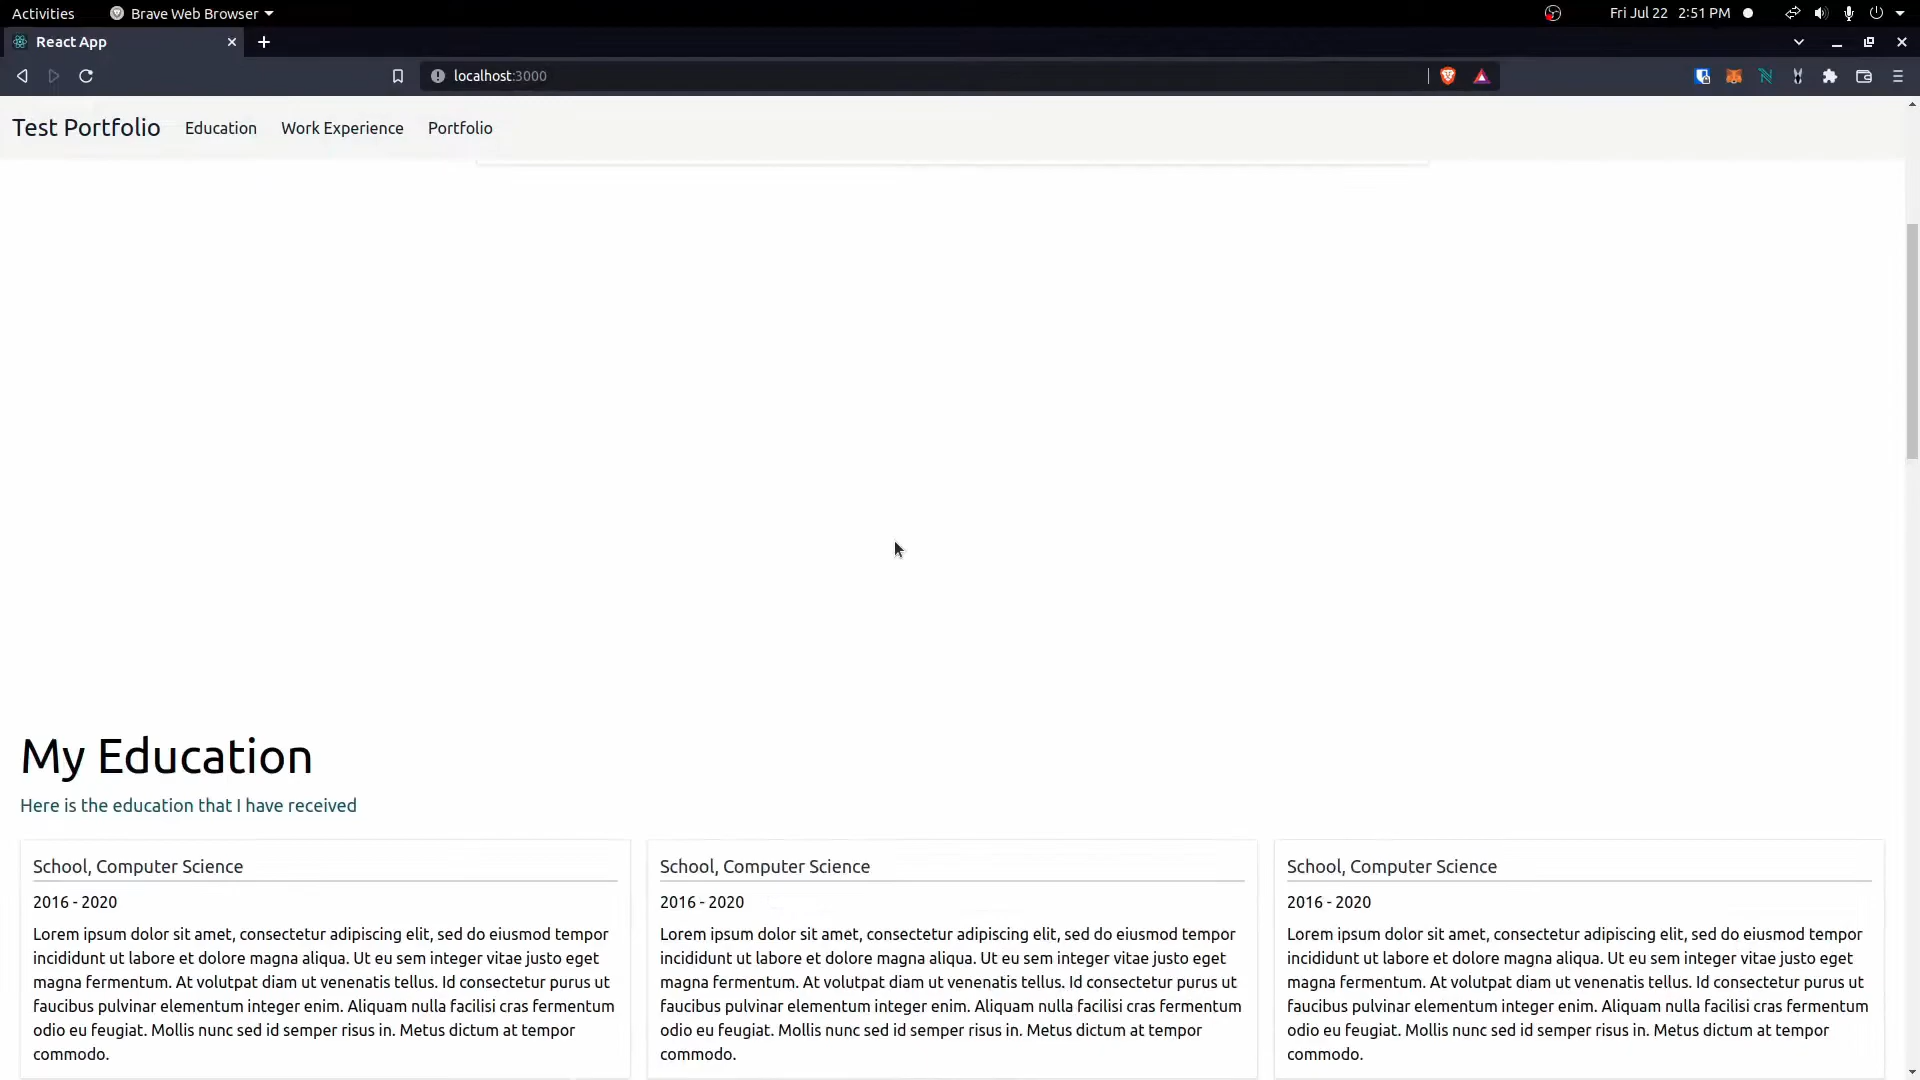 Activities Brave Web Browser Fri Jul 22 2:51 PM
React App
localhost:3000
Test Portfolio Education Work Experience Portfolio
My Education
Here is the education that I have received
School, Computer Science
2016 - 2020
Lorem ipsum dolor sit amet, consectetur adipiscing elit, sed do eiusmod tempor
incididunt ut labore et dolore magna aliqua. Ut eu sem integer vitae justo eget
magna fermentum. At volutpat diam ut venenatis tellus. Id consectetur purus ut
faucibus pulvinar elementum integer enim. Aliquam nulla facilisi cras fermentum
odio eu feugiat. Mollis nunc sed id semper risus in. Metus dictum at tempor
commodo.
School, Computer Science
2016 - 2020
Lorem ipsum dolor sit amet, consectetur adipiscing elit, sed do eiusmod tempor
incididunt ut labore et dolore magna aliqua. Ut eu sem integer vitae justo eget
magna fermentum. At volutpat diam ut venenatis tellus. Id consectetur purus ut
faucibus pulvinar elementum integer enim. Aliquam nulla facilisi cras fermentum
odio eu feugiat. Mollis nunc sed id semper risus in. Metus dictum at tempor
commodo.
School, Computer Science
2016 - 2020
Lorem ipsum dolor sit amet, consectetur adipiscing elit, sed do eiusmod tempor
incididunt ut labore et dolore magna aliqua. Ut eu sem integer vitae justo eget
magna fermentum. At volutpat diam ut venenatis tellus. Id consectetur purus ut
faucibus pulvinar elementum integer enim. Aliquam nulla facilisi cras fermentum
odio eu feugiat. Mollis nunc sed id semper risus in. Metus dictum at tempor
commodo.